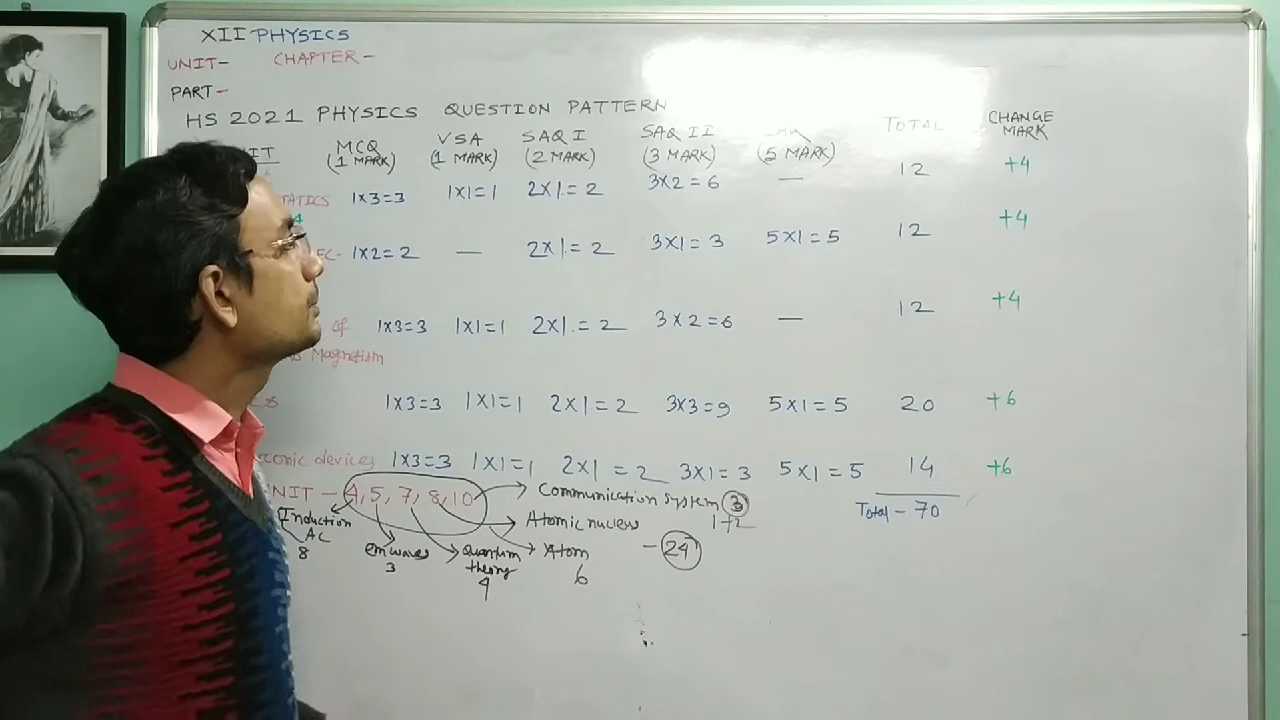 XII PHYSICS
UNIT- CHAPTER-
PART-
HS 2021 PHYSICS QUESTION PATTERN
MCQ VSA SAQ I SAQ II TOTAL CHANGE MARK
(1 MARK) (1 MARK) (2 MARK) (3 MARK) (5 MARK)
1X3=3 1X1=1 2X1=2 3X2=6 — 12 +4
1X2=2 — 2X1=2 3X1=3 5X1=5 12 +4
of 1X3=3 1X1=1 2X1=2 3X2=6 — 12 +4
Magnetism
1X3=3 1X1=1 2X1=2 3X3=9 5X1=5 20 +6
devices 1X3=3 1X1=1 2X1=2 3X1=3 5X1=5 14 +6
NIT - 4, 5, 7, 8, 10 Communication system 3
Total - 70
Induction Atomic nucleus 1+2
AC
8 em waves Quantum theory Atom - 24
3 4 6